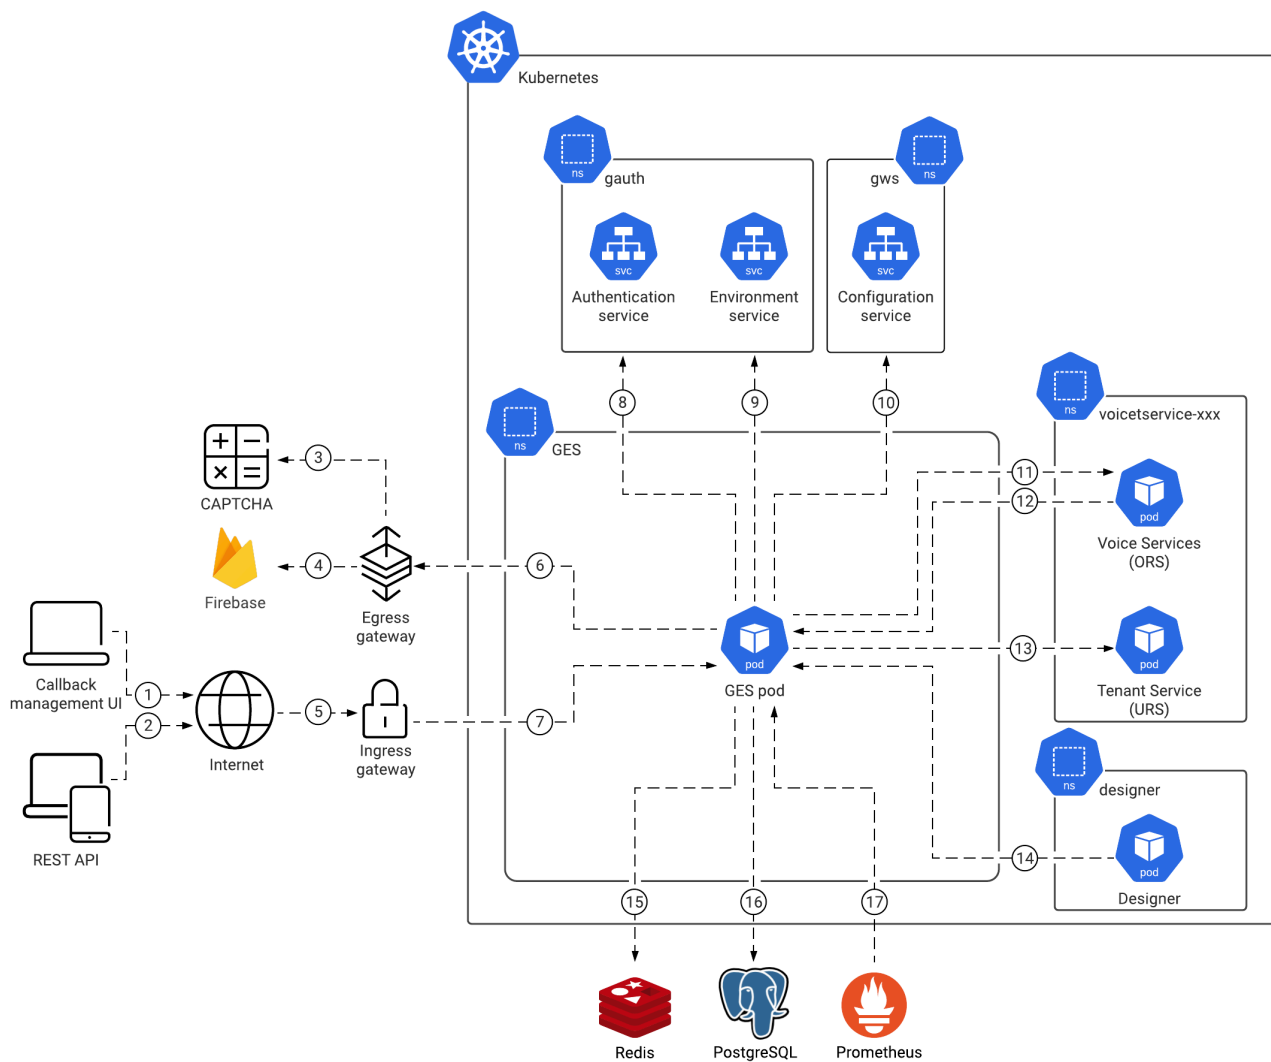 Kubernetes
ns
gauth
ns
gws
svc
Authentication
service
svc
Environment
service
svc
Configuration
service
8
9
10
ns
GES
ns
voicetservice-xxx
3
CAPTCHA
11
12
pod
Voice Services
(ORS)
4
Firebase
Egress
gateway
6
13
pod
Tenant Service
(URS)
pod
GES pod
Callback
management UI
1
2
Internet
5
Ingress
gateway
7
REST API
ns
designer
14
pod
Designer
15
16
17
Redis
PostgreSQL
Prometheus